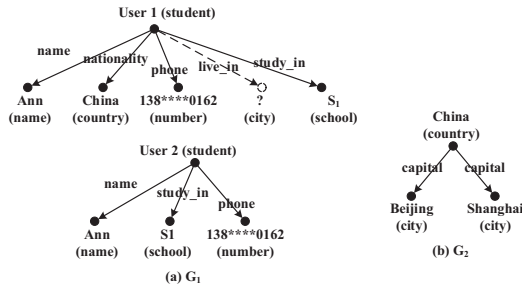 User 1 (student)
name
nationality
phone
live_in
study_in
Ann
(name)
China
(country)
138****0162
(number)
?
(city)
S1
(school)
User 2 (student)
name
study_in
phone
Ann
(name)
S1
(school)
138****0162
(number)
(a) G1
China
(country)
capital
capital
Beijing
(city)
Shanghai
(city)
(b) G2